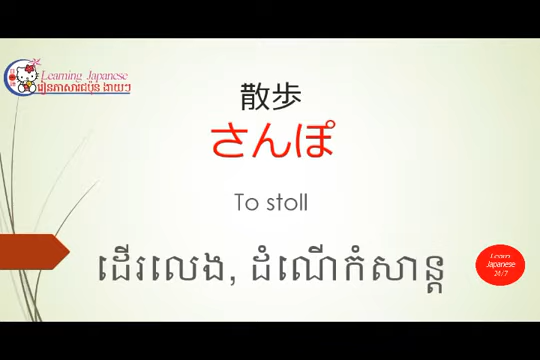 Learning Japanese
រៀនភាសាជប៉ុន ងាយៗ
散歩
さんぽ
To stoll
ដើរលេង, ដំណើកំសាន្ត
Learn
Japanese
24/7